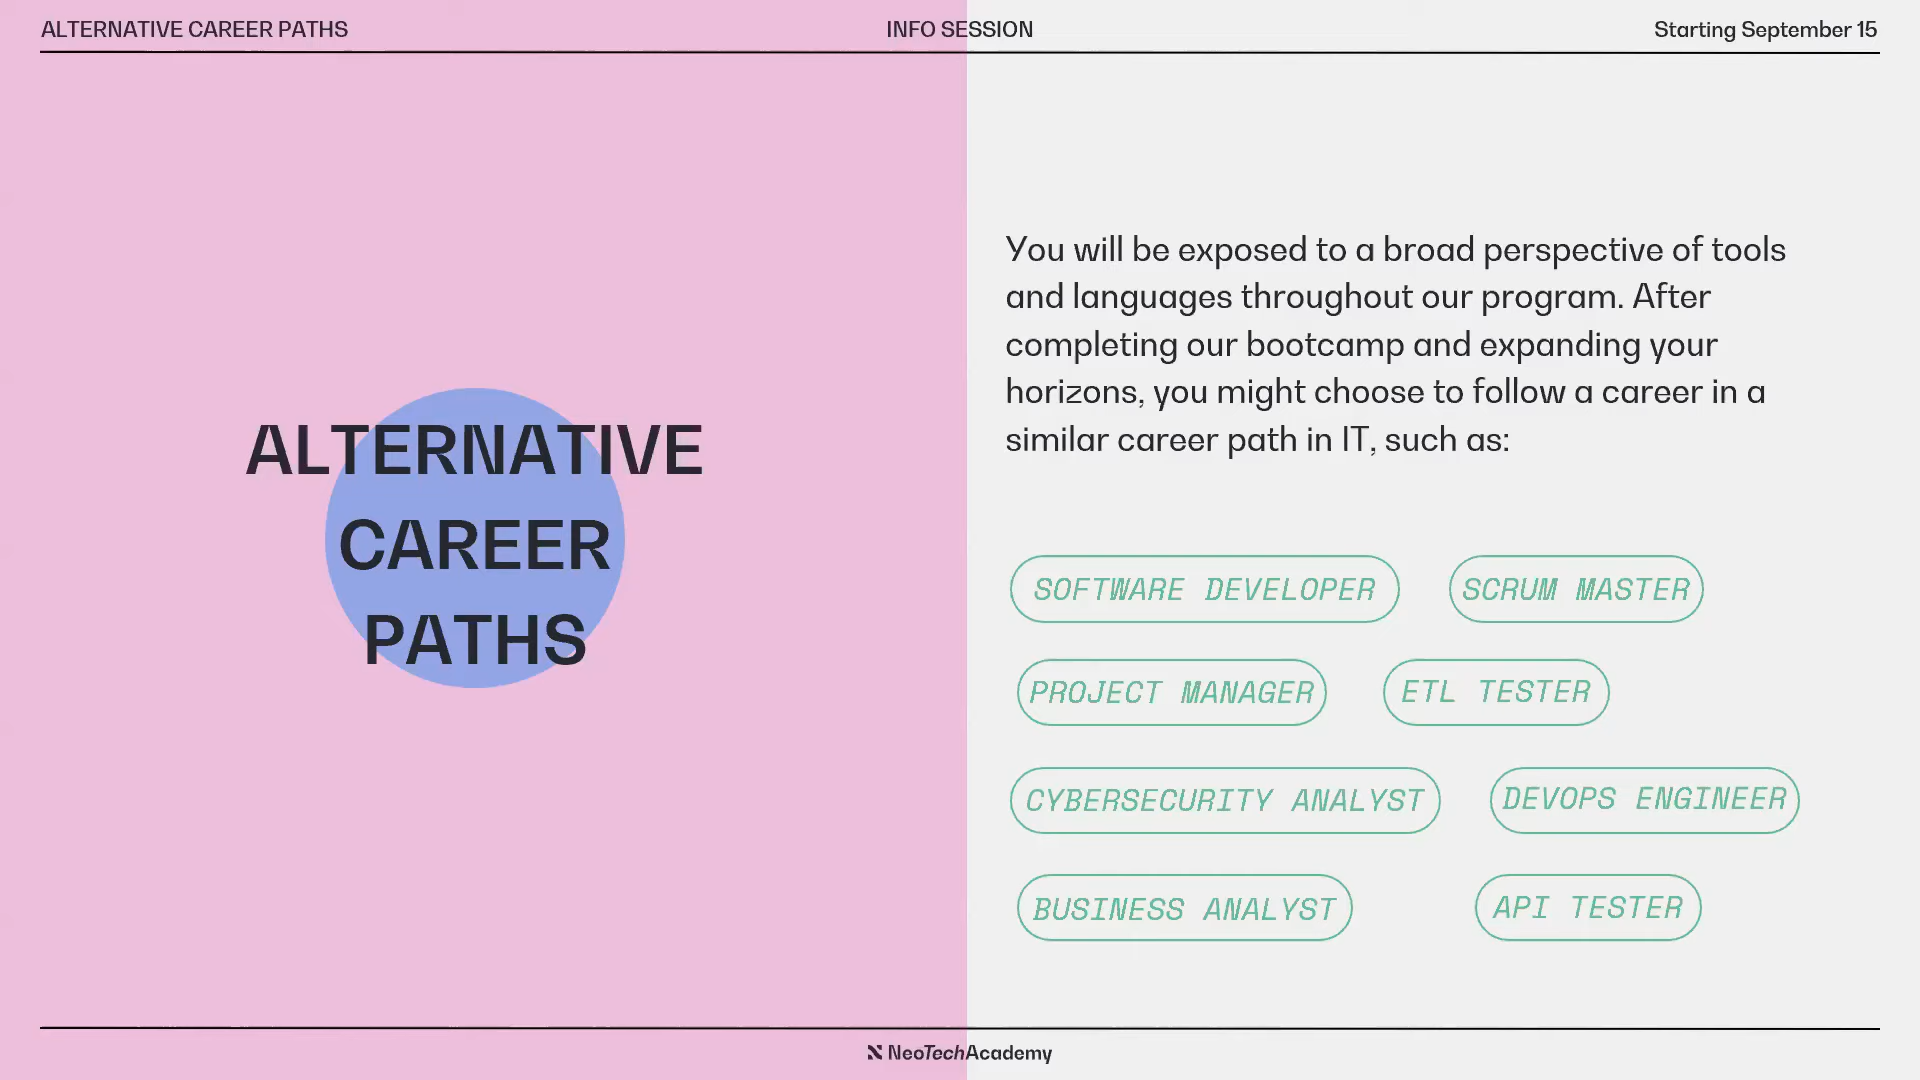 ALTERNATIVE CAREER PATHS
INFO SESSION
Starting September 15
ALTERNATIVE
CAREER
PATHS
You will be exposed to a broad perspective of tools
and languages throughout our program. After
completing our bootcamp and expanding your
horizons, you might choose to follow a career in a
similar career path in IT, such as:
SOFTWARE DEVELOPER
SCRUM MASTER
PROJECT MANAGER
ETL TESTER
CYBERSECURITY ANALYST
DEVOPS ENGINEER
BUSINESS ANALYST
API TESTER
NeoTechAcademy